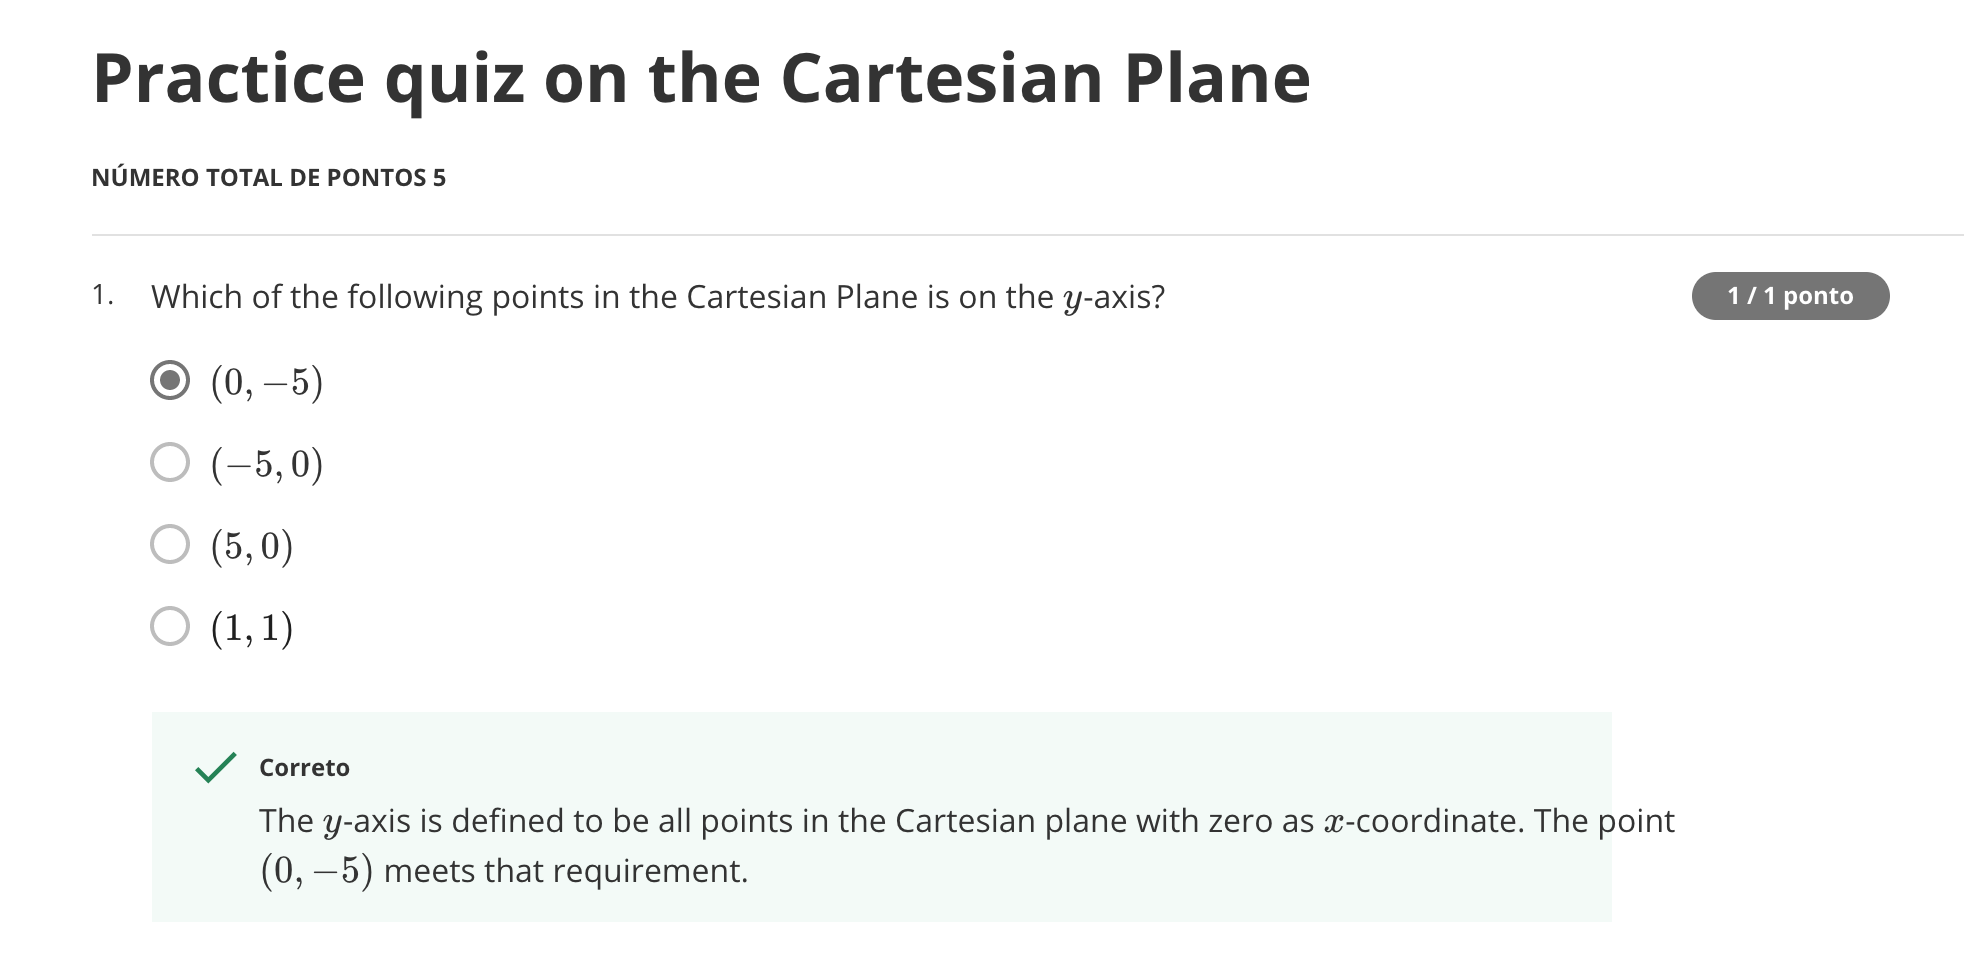 Practice quiz on the Cartesian Plane
NÚMERO TOTAL DE PONTOS 5
1. Which of the following points in the Cartesian Plane is on the y-axis?
1 / 1 ponto
(0, −5)
(−5, 0)
(5, 0)
(1, 1)
Correto
The y-axis is defined to be all points in the Cartesian plane with zero as x-coordinate. The point
(0, −5) meets that requirement.